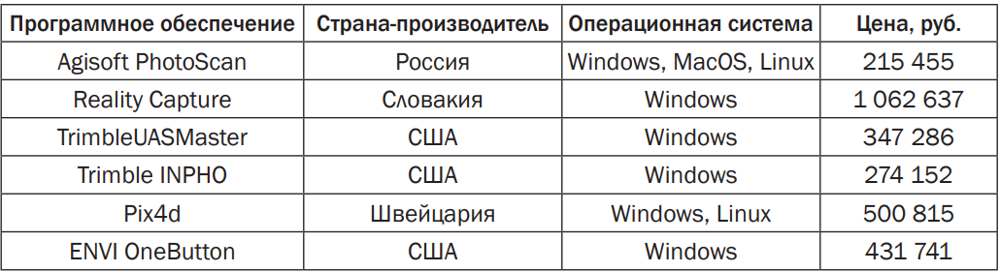 Программное обеспечение Страна-производитель Операционная система Цена, руб.
Agisoft PhotoScan Россия Windows, MacOS, Linux 215 455
Reality Capture Словакия Windows 1 062 637
TrimbleUASMaster США Windows 347 286
Trimble INPHO США Windows 274 152
Pix4d Швейцария Windows, Linux 500 815
ENVI OneButton США Windows 431 741